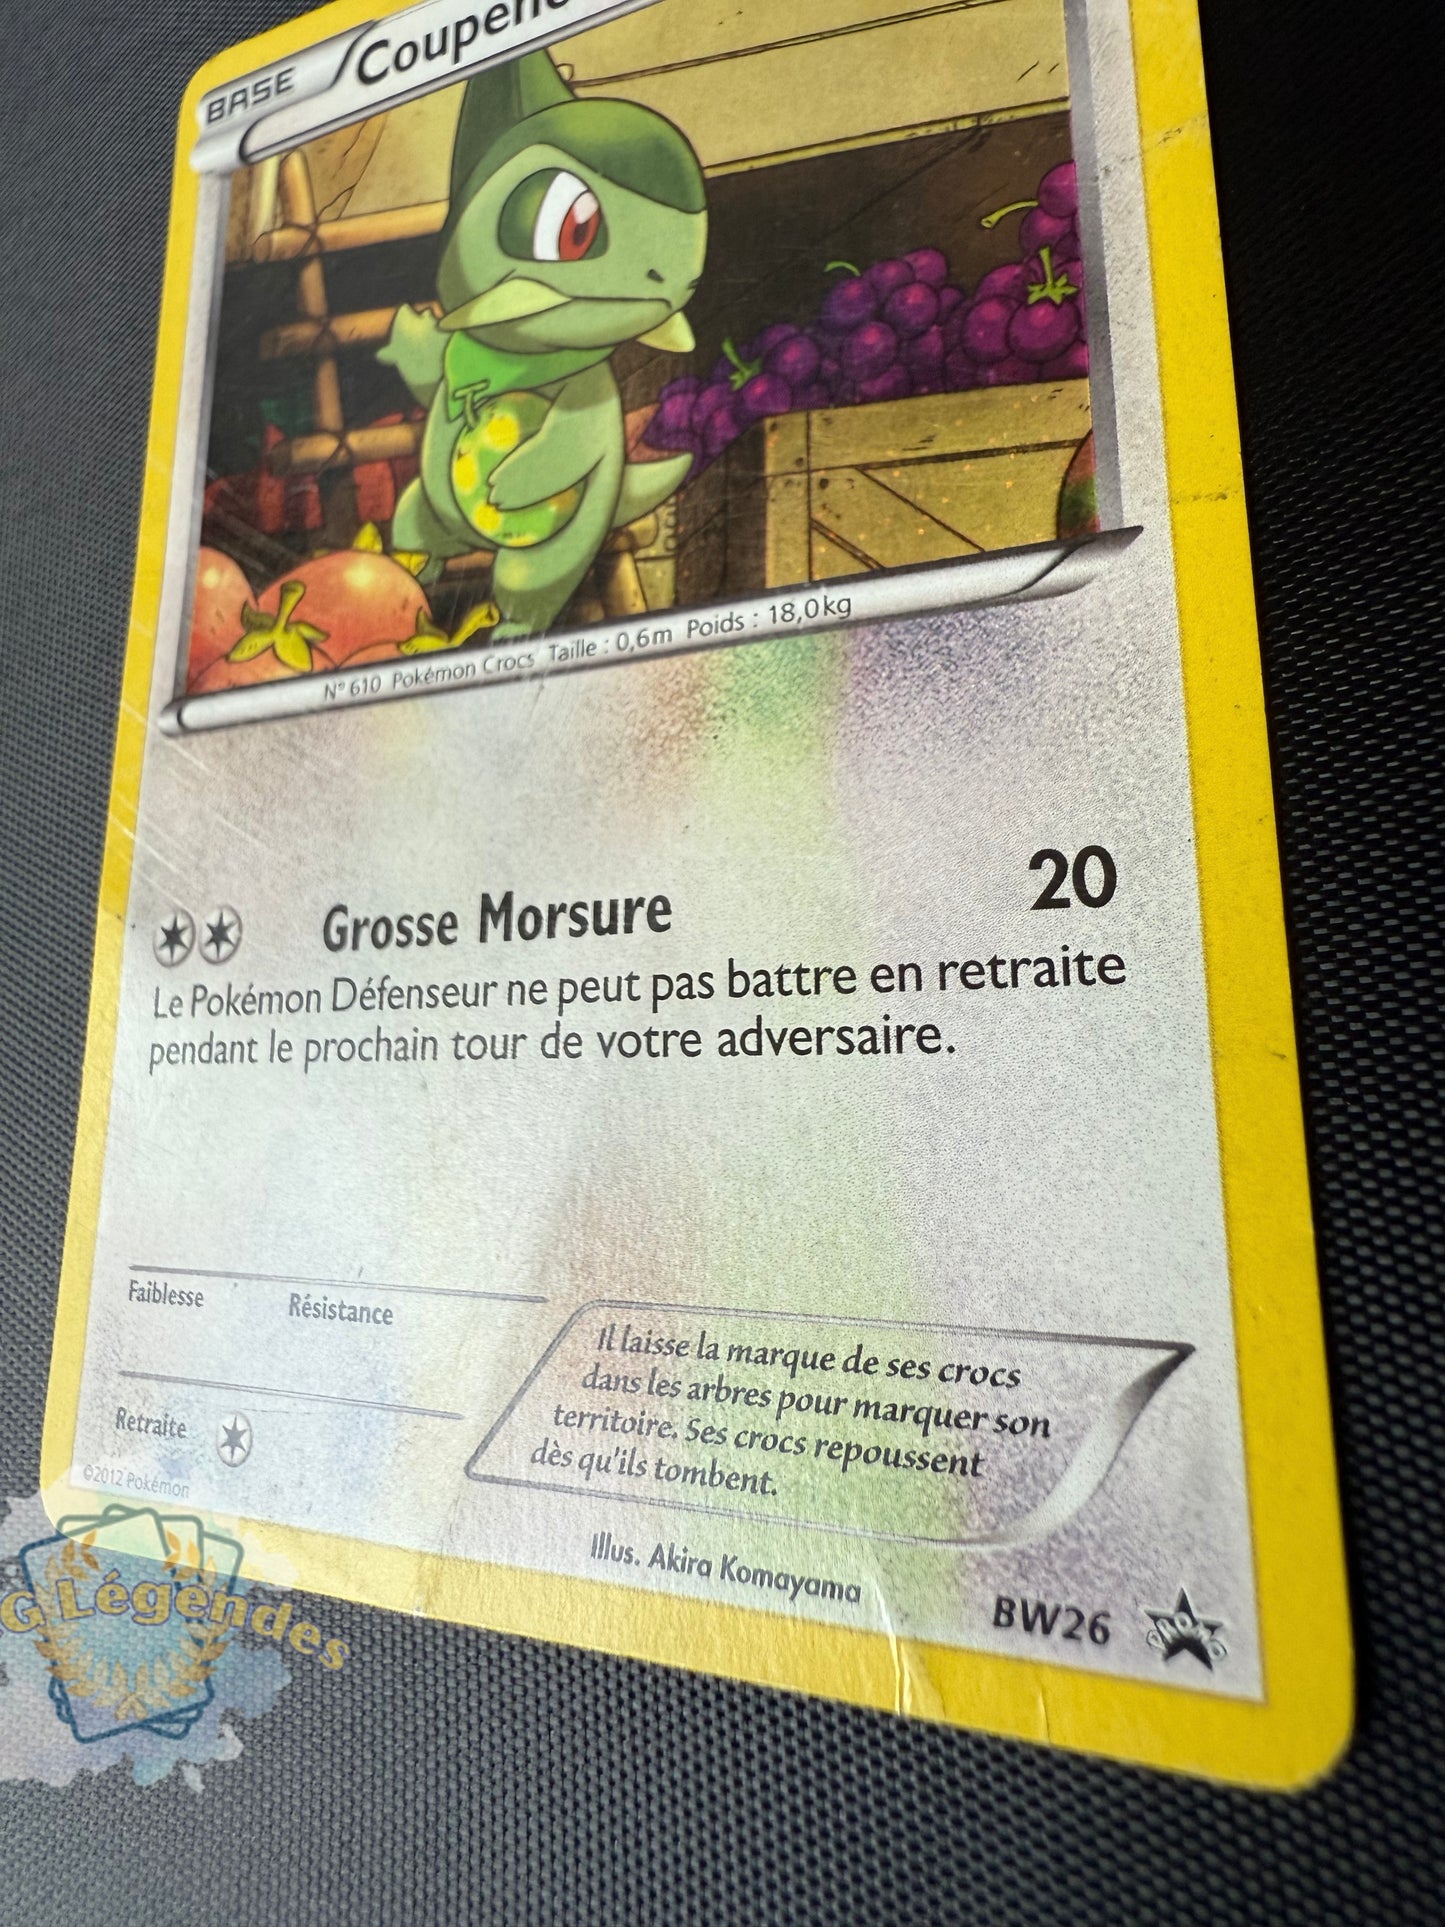 BASE
N° 610 Pokémon Crocs Taille : 0,6m Poids : 18,0kg
Grosse Morsure 20
Le Pokémon Défenseur ne peut pas battre en retraite
pendant le prochain tour de votre adversaire.
Faiblesse Résistance
Il laisse la marque de ses crocs
dans les arbres pour marquer son
territoire. Ses crocs repoussent
dès qu'ils tombent.
Retraite
©2012 Pokémon
Illus. Akira Komayama
BW26 PROMO
G Légendes